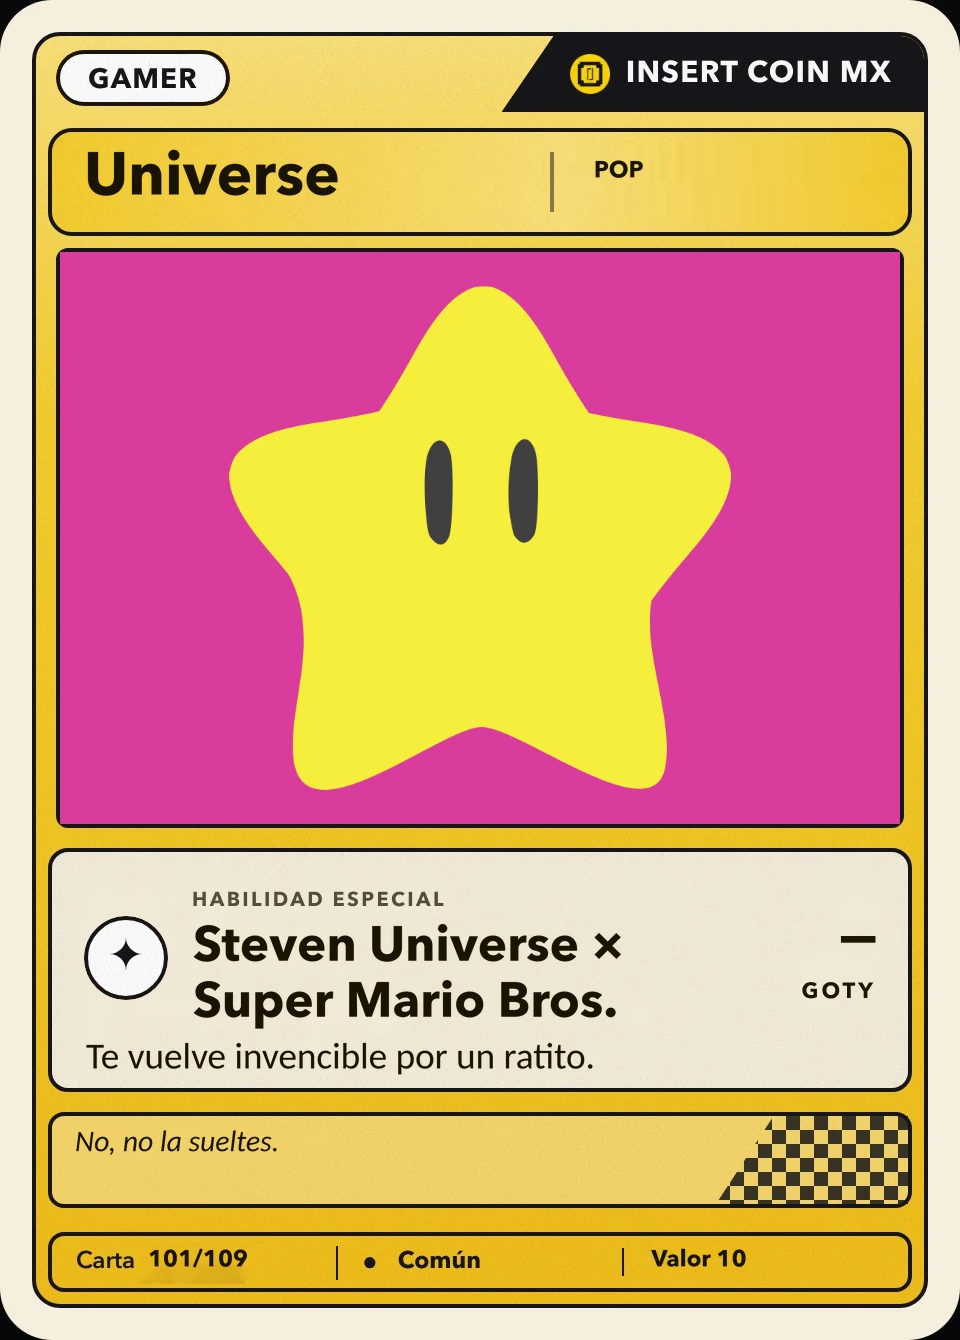 GAMER
INSERT COIN MX
Universe
POP
HABILIDAD ESPECIAL
Steven Universe ×
Super Mario Bros.
—
GOTY
Te vuelve invencible por un ratito.
No, no la sueltes.
Carta 101/109
• Común
Valor 10